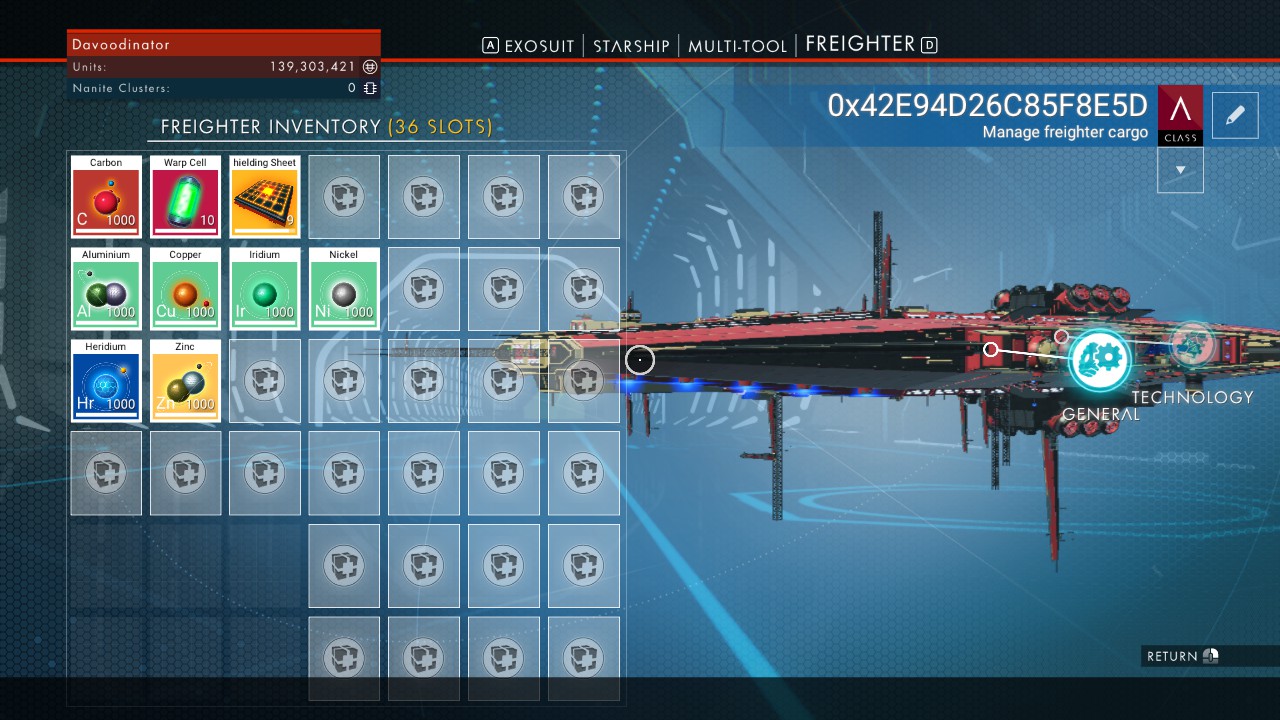 Davoodinator
Units: 139,303,421
Nanite Clusters: 0
A EXOSUIT STARSHIP MULTI-TOOL FREIGHTER D
0x42E94D26C85F8E5D
Manage freighter cargo
CLASS
FREIGHTER INVENTORY (36 SLOTS)
Carbon Warp Cell hielding Sheet
C 1000 10 9
Aluminium Copper Iridium Nickel
Al 1000 Cu 1000 Ir 1000 Ni 1000
Heridium Zinc
Hr 1000 Zn 1000
TECHNOLOGY
GENERAL
RETURN